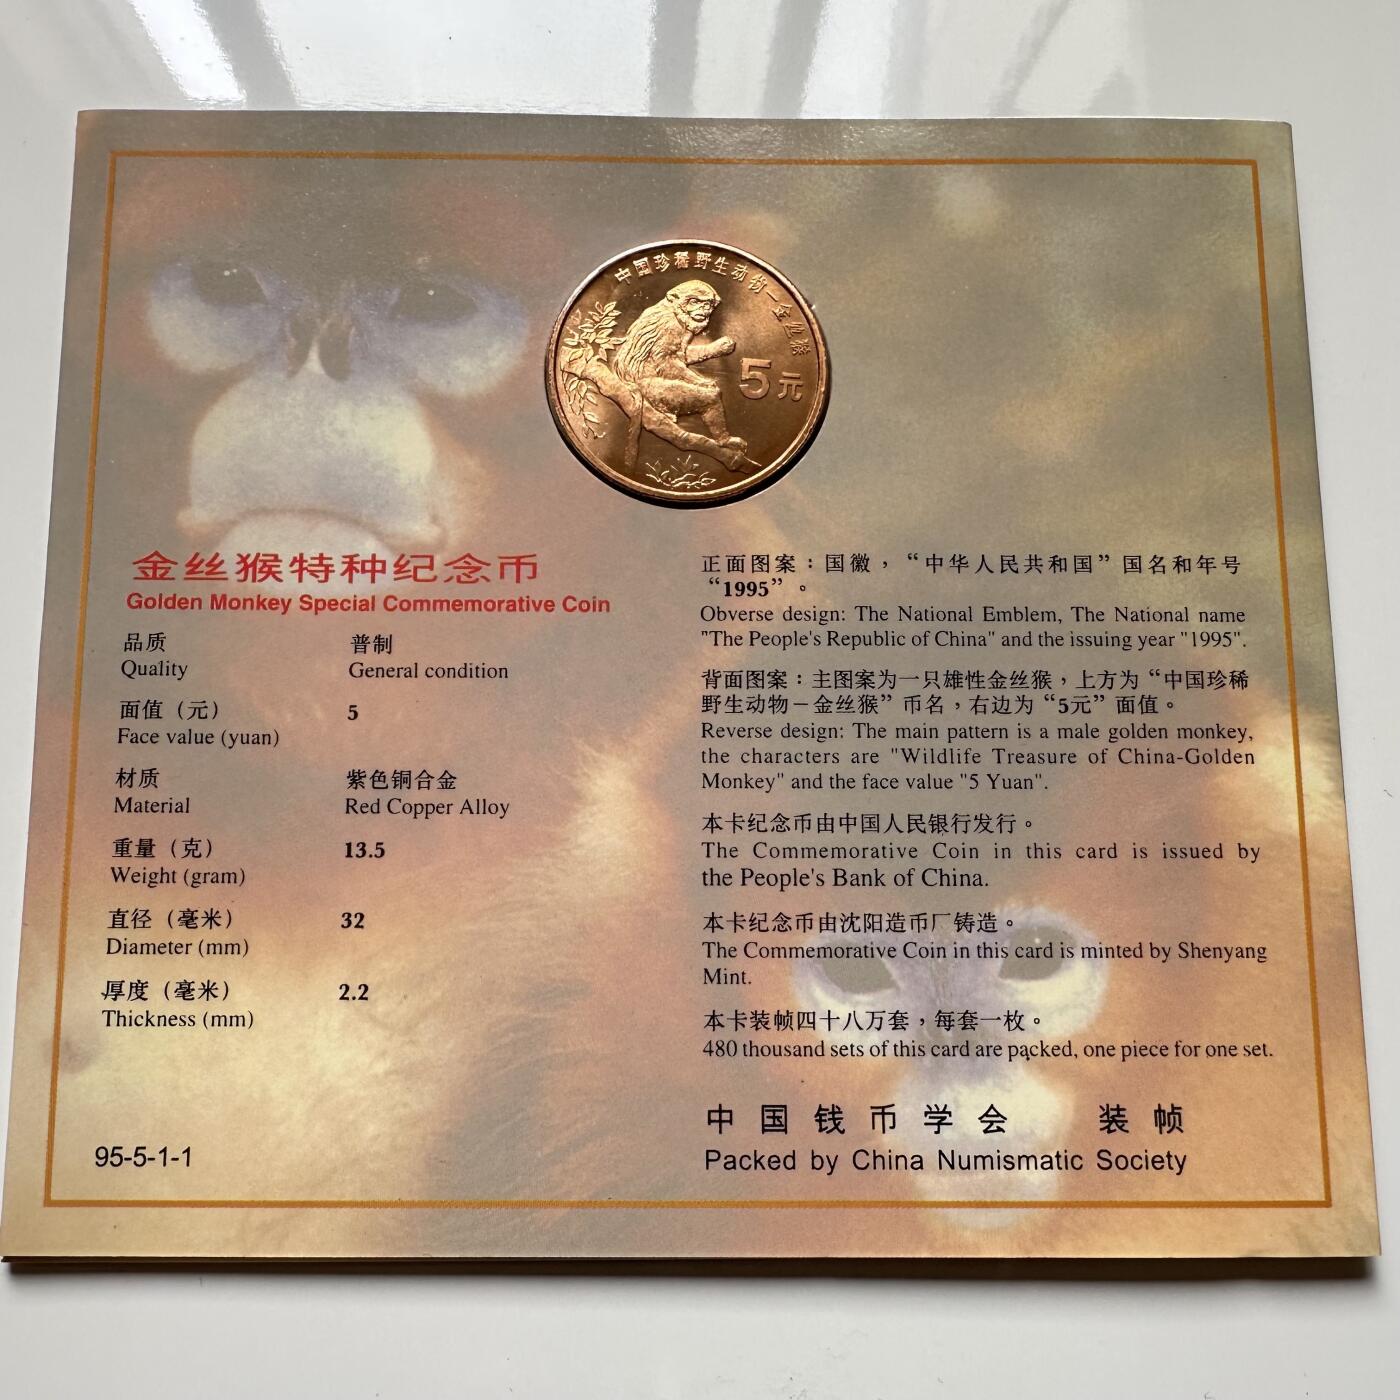 中国珍稀野生动物－金丝猴
5元
金丝猴特种纪念币
Golden Monkey Special Commemorative Coin
品质 普制
Quality General condition
面值（元） 5
Face value (yuan)
材质 紫色铜合金
Material Red Copper Alloy
重量（克） 13.5
Weight (gram)
直径（毫米） 32
Diameter (mm)
厚度（毫米） 2.2
Thickness (mm)
95-5-1-1
正面图案：国徽，“中华人民共和国”国名和年号
“1995”。
Obverse design: The National Emblem, The National name
"The People's Republic of China" and the issuing year "1995".
背面图案：主图案为一只雄性金丝猴，上方为“中国珍稀
野生动物－金丝猴”币名，右边为“5元”面值。
Reverse design: The main pattern is a male golden monkey,
the characters are "Wildlife Treasure of China-Golden
Monkey" and the face value "5 Yuan".
本卡纪念币由中国人民银行发行。
The Commemorative Coin in this card is issued by
the People's Bank of China.
本卡纪念币由沈阳造币厂铸造。
The Commemorative Coin in this card is minted by Shenyang
Mint.
本卡装帧四十八万套，每套一枚。
480 thousand sets of this card are packed, one piece for one set.
中国钱币学会 装帧
Packed by China Numismatic Society